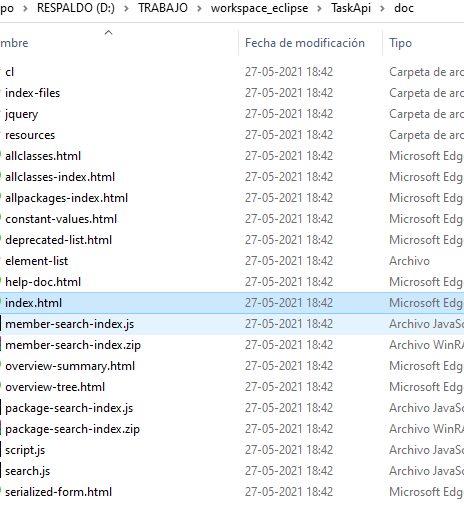 po > RESPALDO (D:) > TRABAJO > workspace_eclipse > TaskApi > doc
mbre Fecha de modificación Tipo
cl 27-05-2021 18:42 Carpeta de arc
index-files 27-05-2021 18:42 Carpeta de arc
jquery 27-05-2021 18:42 Carpeta de arc
resources 27-05-2021 18:42 Carpeta de arc
allclasses.html 27-05-2021 18:42 Microsoft Edg
allclasses-index.html 27-05-2021 18:42 Microsoft Edg
allpackages-index.html 27-05-2021 18:42 Microsoft Edg
constant-values.html 27-05-2021 18:42 Microsoft Edg
deprecated-list.html 27-05-2021 18:42 Microsoft Edg
element-list 27-05-2021 18:42 Archivo
help-doc.html 27-05-2021 18:42 Microsoft Edg
index.html 27-05-2021 18:42 Microsoft Edg
member-search-index.js 27-05-2021 18:42 Archivo JavaSc
member-search-index.zip 27-05-2021 18:42 Archivo WinRA
overview-summary.html 27-05-2021 18:42 Microsoft Edg
overview-tree.html 27-05-2021 18:42 Microsoft Edg
package-search-index.js 27-05-2021 18:42 Archivo JavaSc
package-search-index.zip 27-05-2021 18:42 Archivo WinRA
script.js 27-05-2021 18:42 Archivo JavaSc
search.js 27-05-2021 18:42 Archivo JavaSc
serialized-form.html 27-05-2021 18:42 Microsoft Edg